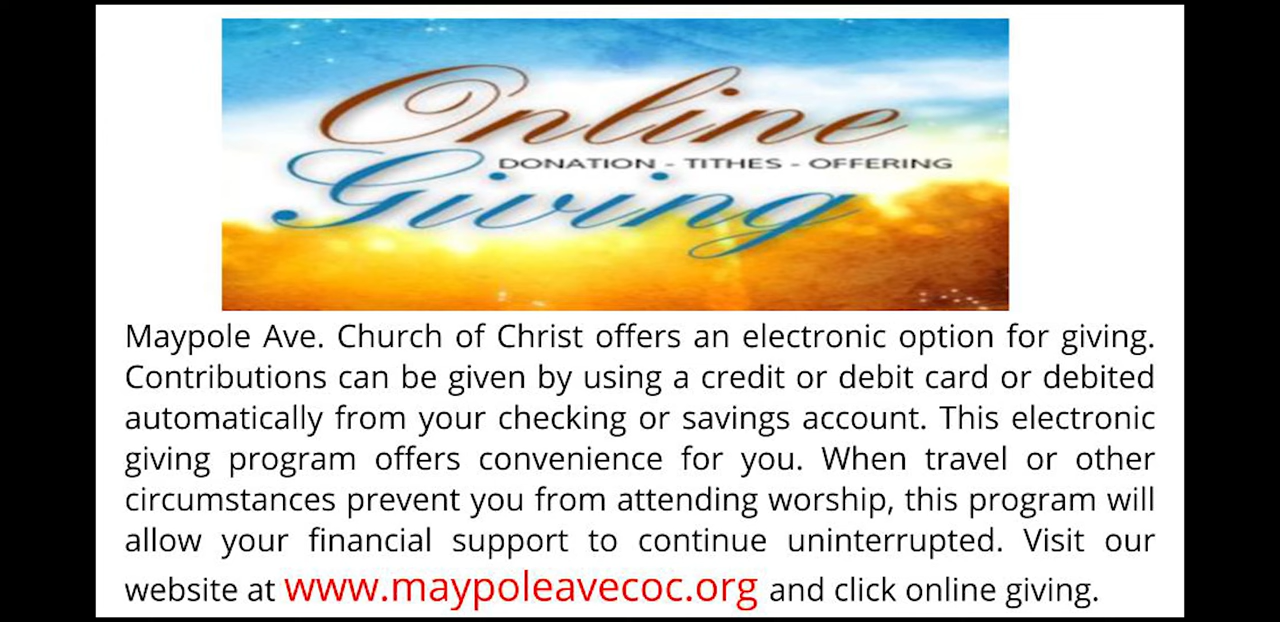 Online
DONATION - TITHES - OFFERING
Giving
Maypole Ave. Church of Christ offers an electronic option for giving.
Contributions can be given by using a credit or debit card or debited
automatically from your checking or savings account. This electronic
giving program offers convenience for you. When travel or other
circumstances prevent you from attending worship, this program will
allow your financial support to continue uninterrupted. Visit our
website at www.maypoleavecoc.org and click online giving.